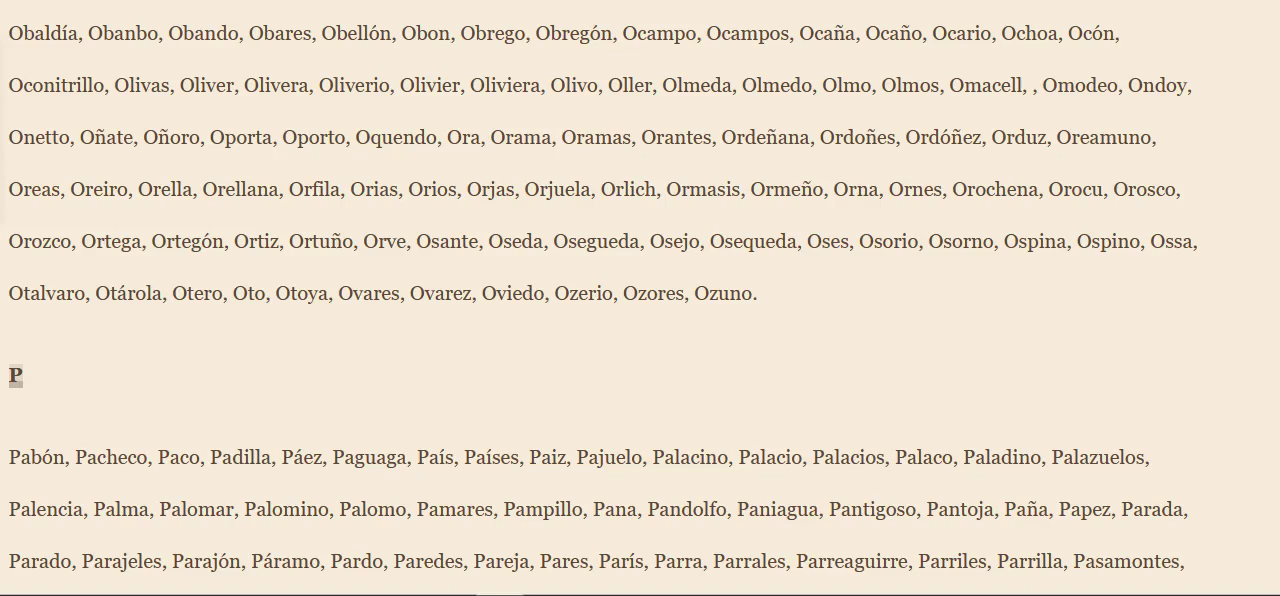 Obaldía, Obanbo, Obando, Obares, Obellón, Obon, Obrego, Obregón, Ocampo, Ocampos, Ocaña, Ocaño, Ocario, Ochoa, Ocón,
Oconitrillo, Olivas, Oliver, Olivera, Oliverio, Olivier, Oliviera, Olivo, Oller, Olmeda, Olmedo, Olmo, Olmos, Omacell, , Omodeo, Ondoy,
Onetto, Oñate, Oñoro, Oporta, Oporto, Oquendo, Ora, Orama, Oramas, Orantes, Ordeñana, Ordoñes, Ordóñez, Orduz, Oreamuno,
Oreas, Oreiro, Orella, Orellana, Orfila, Orias, Orios, Orjas, Orjuela, Orlich, Ormasis, Ormeño, Orna, Ornes, Orochena, Orocu, Orosco,
Orozco, Ortega, Ortegón, Ortiz, Ortuño, Orve, Osante, Oseda, Osegueda, Osejo, Osequeda, Oses, Osorio, Osorno, Ospina, Ospino, Ossa,
Otalvaro, Otárola, Otero, Oto, Otoya, Ovares, Ovarez, Oviedo, Ozerio, Ozores, Ozuno.
P
Pabón, Pacheco, Paco, Padilla, Páez, Paguaga, País, Países, Paiz, Pajuelo, Palacino, Palacio, Palacios, Palaco, Paladino, Palazuelos,
Palencia, Palma, Palomar, Palomino, Palomo, Pamares, Pampillo, Pana, Pandolfo, Paniagua, Pantigoso, Pantoja, Paña, Papez, Parada,
Parado, Parajeles, Parajón, Páramo, Pardo, Paredes, Pareja, Pares, París, Parra, Parrales, Parreaguirre, Parriles, Parrilla, Pasamontes,